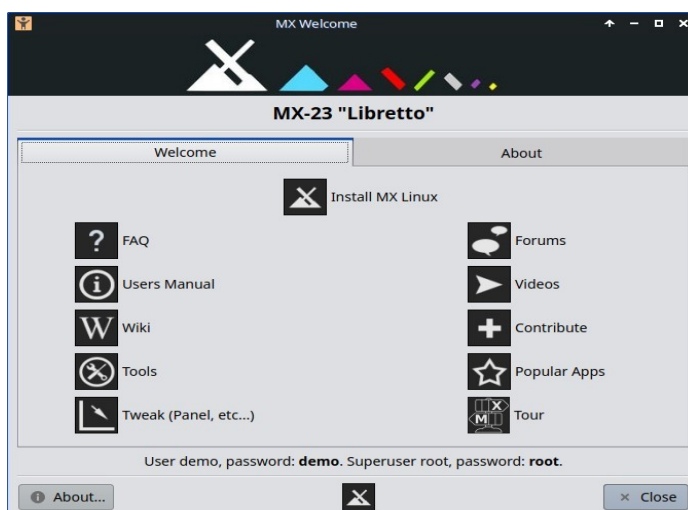 MX Welcome
MX-23 "Libretto"
Welcome About
Install MX Linux
FAQ Forums
Users Manual Videos
Wiki Contribute
Tools Popular Apps
Tweak (Panel, etc...) Tour
User demo, password: demo. Superuser root, password: root.
About... Close